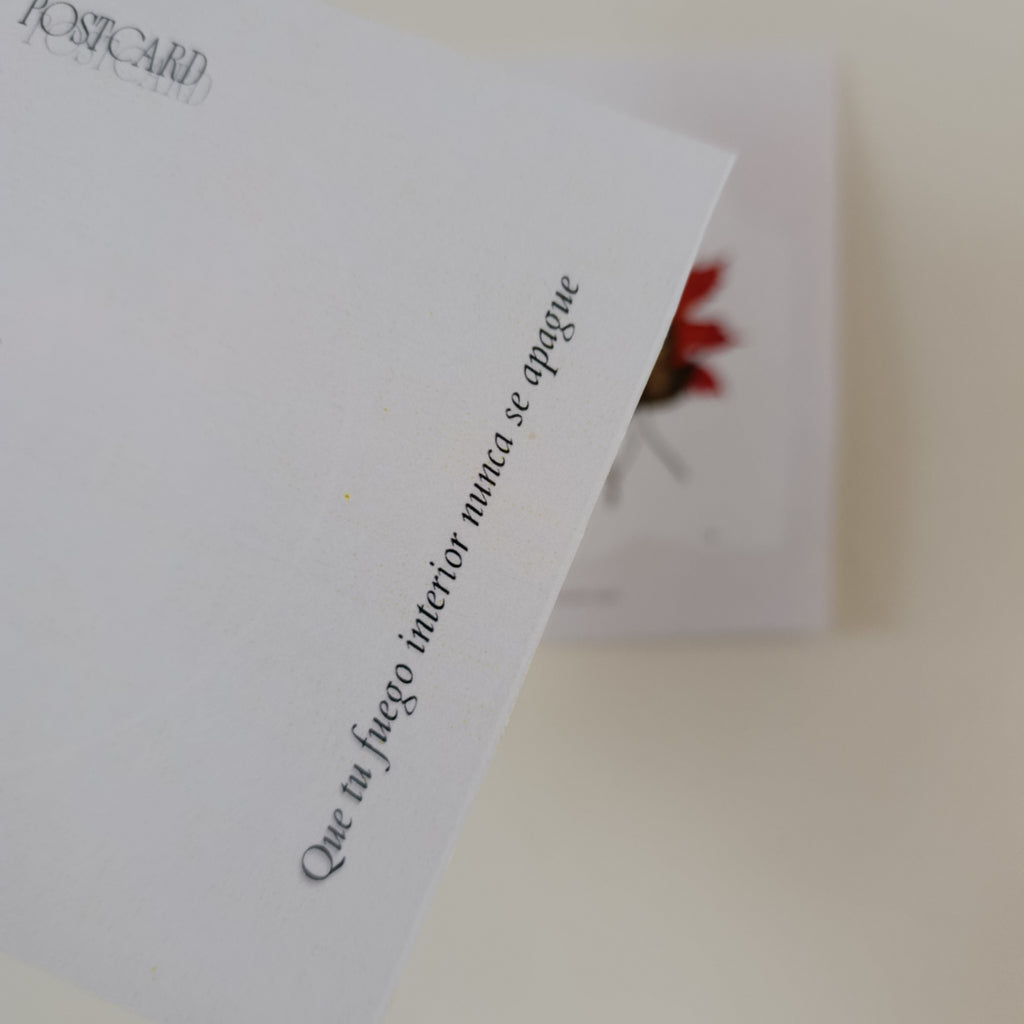 POSTCARD
Que tu fuego interior nunca se apague